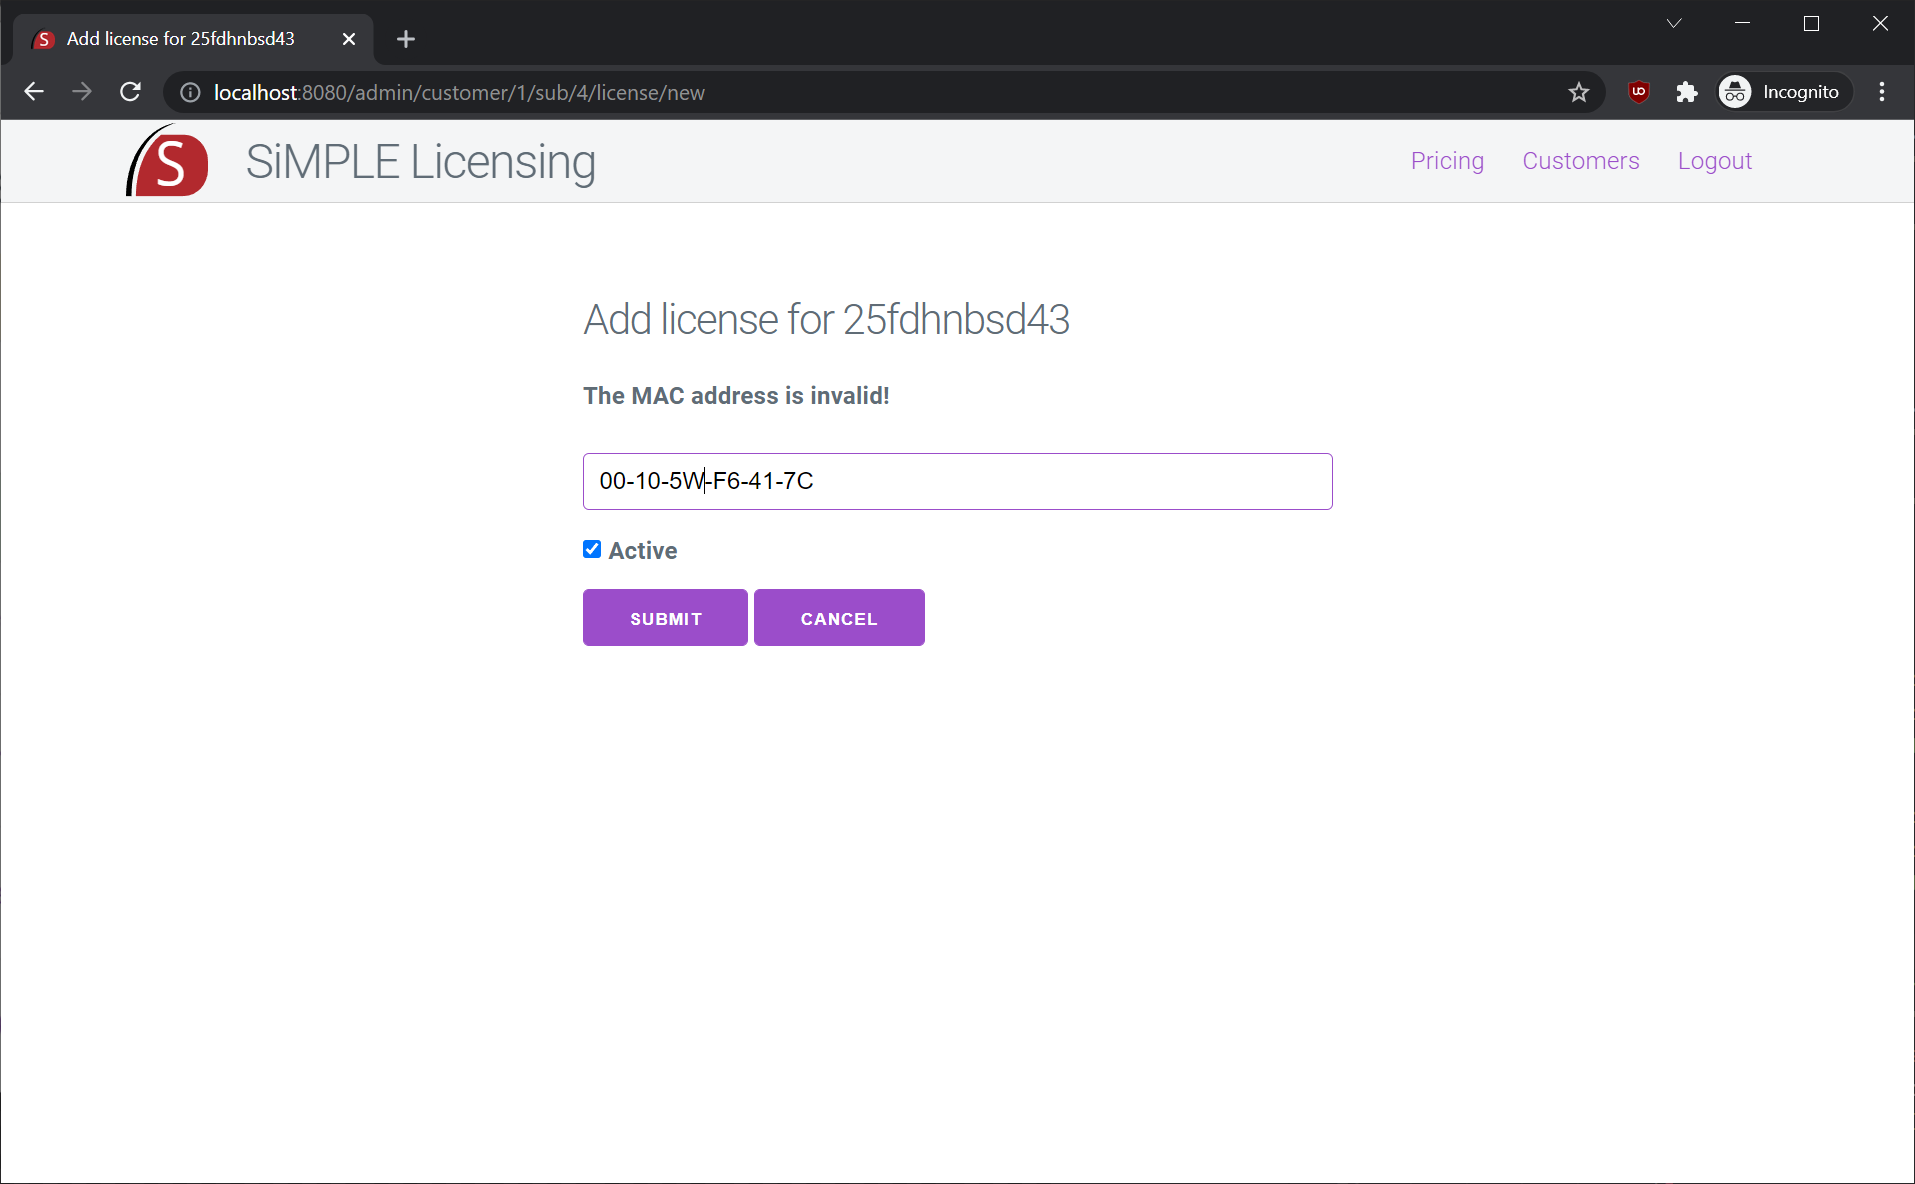 S Add license for 25fdhnbsd43
localhost:8080/admin/customer/1/sub/4/license/new
UO
Incognito
S
SiMPLE Licensing
Pricing
Customers
Logout
Add license for 25fdhnbsd43
The MAC address is invalid!
00-10-5W-F6-41-7C
Active
SUBMIT
CANCEL